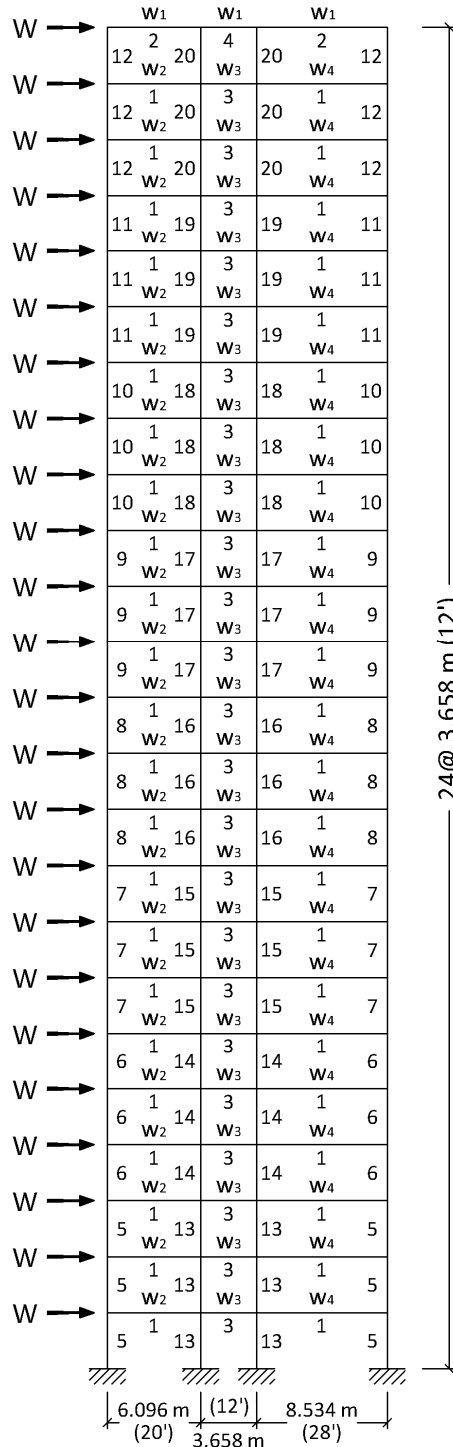 w₁ w₁ w₁
W
2 4 2
12 w₂ 20 w₃ 20 w₄ 12
W
1 3 1
12 w₂ 20 w₃ 20 w₄ 12
W
1 3 1
12 w₂ 20 w₃ 20 w₄ 12
W
1 3 1
11 w₂ 19 w₃ 19 w₄ 11
W
1 3 1
11 w₂ 19 w₃ 19 w₄ 11
W
1 3 1
11 w₂ 19 w₃ 19 w₄ 11
W
1 3 1
10 w₂ 18 w₃ 18 w₄ 10
W
1 3 1
10 w₂ 18 w₃ 18 w₄ 10
W
1 3 1
10 w₂ 18 w₃ 18 w₄ 10
W
1 3 1
9 w₂ 17 w₃ 17 w₄ 9
W
1 3 1
9 w₂ 17 w₃ 17 w₄ 9
W
1 3 1
9 w₂ 17 w₃ 17 w₄ 9
W
1 3 1
8 w₂ 16 w₃ 16 w₄ 8
W
1 3 1
8 w₂ 16 w₃ 16 w₄ 8
W
1 3 1
8 w₂ 16 w₃ 16 w₄ 8
W
1 3 1
7 w₂ 15 w₃ 15 w₄ 7
W
1 3 1
7 w₂ 15 w₃ 15 w₄ 7
W
1 3 1
7 w₂ 15 w₃ 15 w₄ 7
W
1 3 1
6 w₂ 14 w₃ 14 w₄ 6
W
1 3 1
6 w₂ 14 w₃ 14 w₄ 6
W
1 3 1
6 w₂ 14 w₃ 14 w₄ 6
W
1 3 1
5 w₂ 13 w₃ 13 w₄ 5
W
1 3 1
5 w₂ 13 w₃ 13 w₄ 5
W
1 3 1
5 13 13 5
24@ 3.658 m (12')
6.096 m (12') 8.534 m
(20') 3.658 m (28')